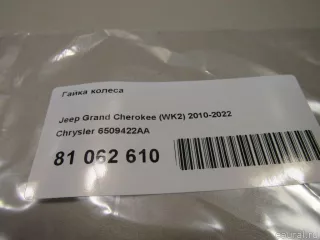 Гайка колеса
Jeep Grand Cherokee (WK2) 2010-2022
Chrysler 6509422AA
81 062 610